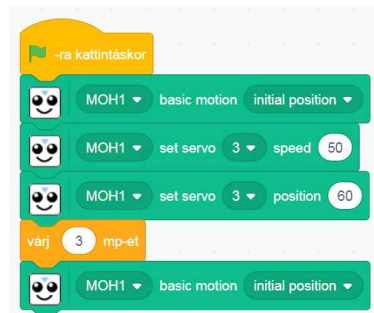 -ra kattintáskor
MOH1 basic motion initial position
MOH1 set servo 3 speed 50
MOH1 set servo 3 position 60
várj 3 mp-et
MOH1 basic motion initial position